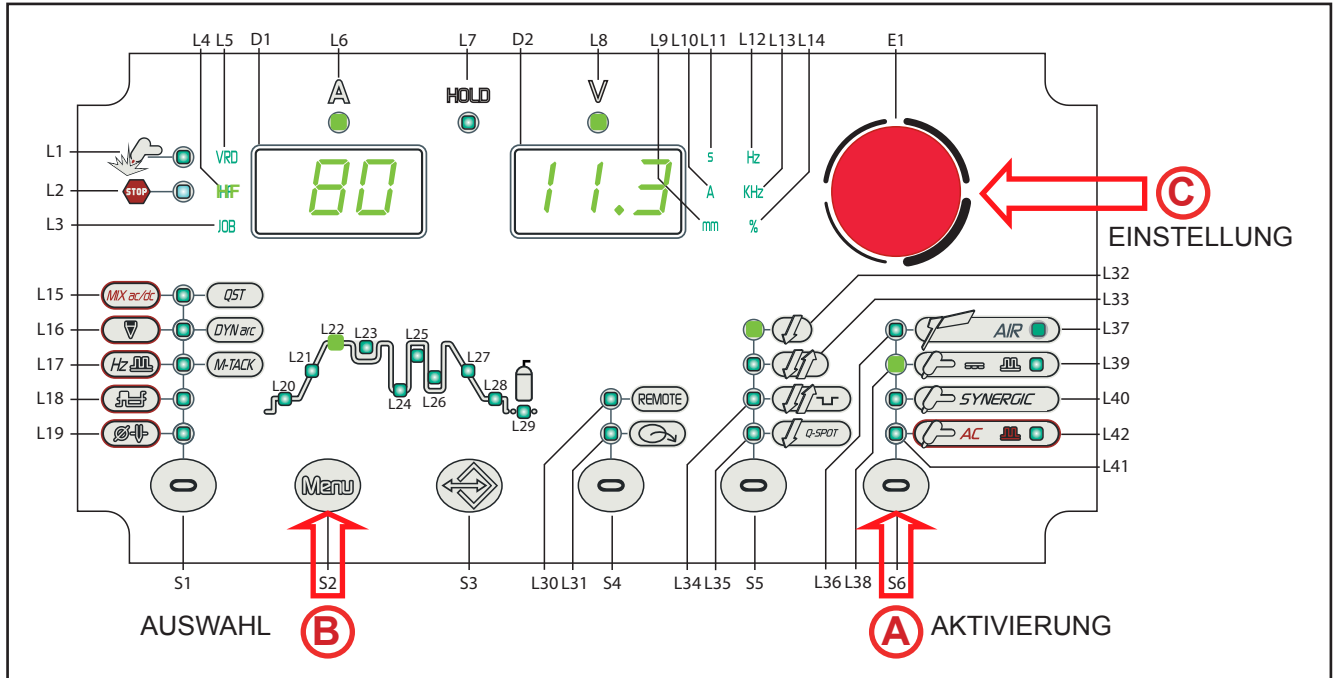 L4 L5 D1 L6 L7 D2 L8 L9 L10 L11 L12 L13 L14 E1
A HOLD V
L1 VRD s Hz
L2 STOP HF 80 11.3 A KHz C
L3 JOB mm % EINSTELLUNG
L32
L33
L15 MIX ac/dc QST
L16 DYN arc L22 L23 L25 AIR L37
L17 Hz M-TACK L21 L27 L39
L18 L20 L24 L26 L28 L29 REMOTE SYNERGIC L40
L19 Q-SPOT AC L42
L41
Menu
S1 S2 S3 L30 L31 S4 L34 L35 S5 L36 L38 S6
AUSWAHL B A AKTIVIERUNG